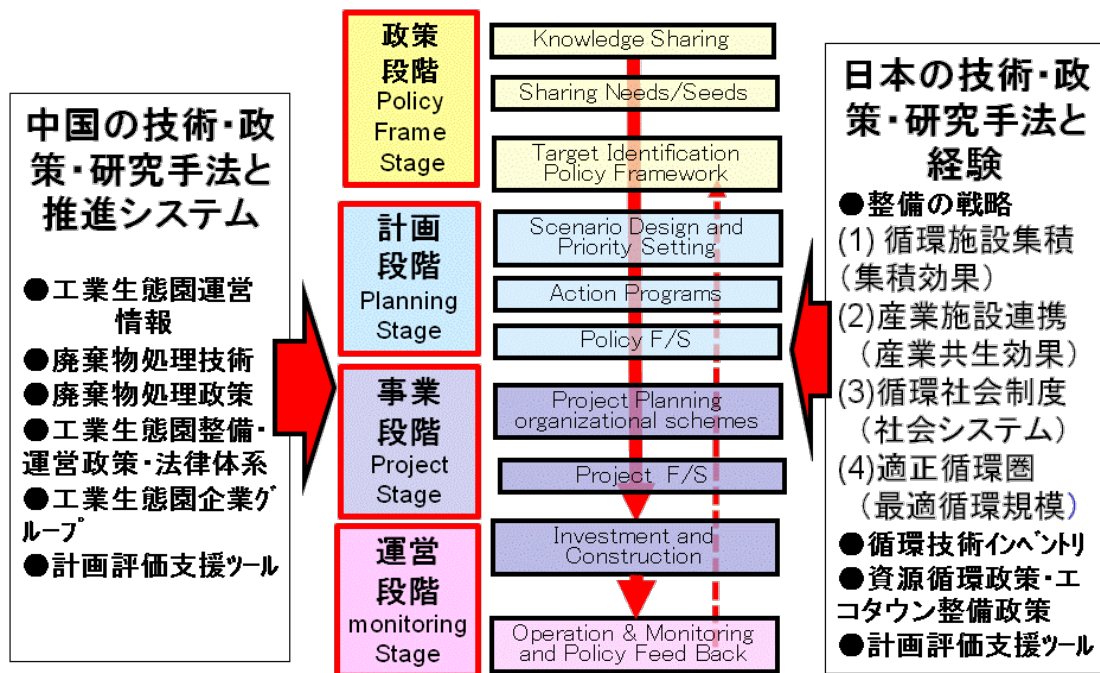 中国の技術・政
策・研究手法と
推進システム
●工業生態園運営
情報
●廃棄物処理技術
●廃棄物処理政策
●工業生態園整備・
運営政策・法律体系
●工業生態園企業グ
ループ
●計画評価支援ツール
政策
段階
Policy
Frame
Stage
計画
段階
Planning
Stage
事業
段階
Project
Stage
運営
段階
monitoring
Stage
Knowledge Sharing
Sharing Needs/Seeds
Target Identification
Policy Framework
Scenario Design and
Priority Setting
Action Programs
Policy F/S
Project Planning
organizational schemes
Project F/S
Investment and
Construction
Operation & Monitoring
and Policy Feed Back
日本の技術・政
策・研究手法と
経験
●整備の戦略
(1) 循環施設集積
(集積効果)
(2)産業施設連携
(産業共生効果)
(3)循環社会制度
(社会システム)
(4)適正循環圏
(最適循環規模)
●循環技術インベントリ
●資源循環政策・エ
コタウン整備政策
●計画評価支援ツール